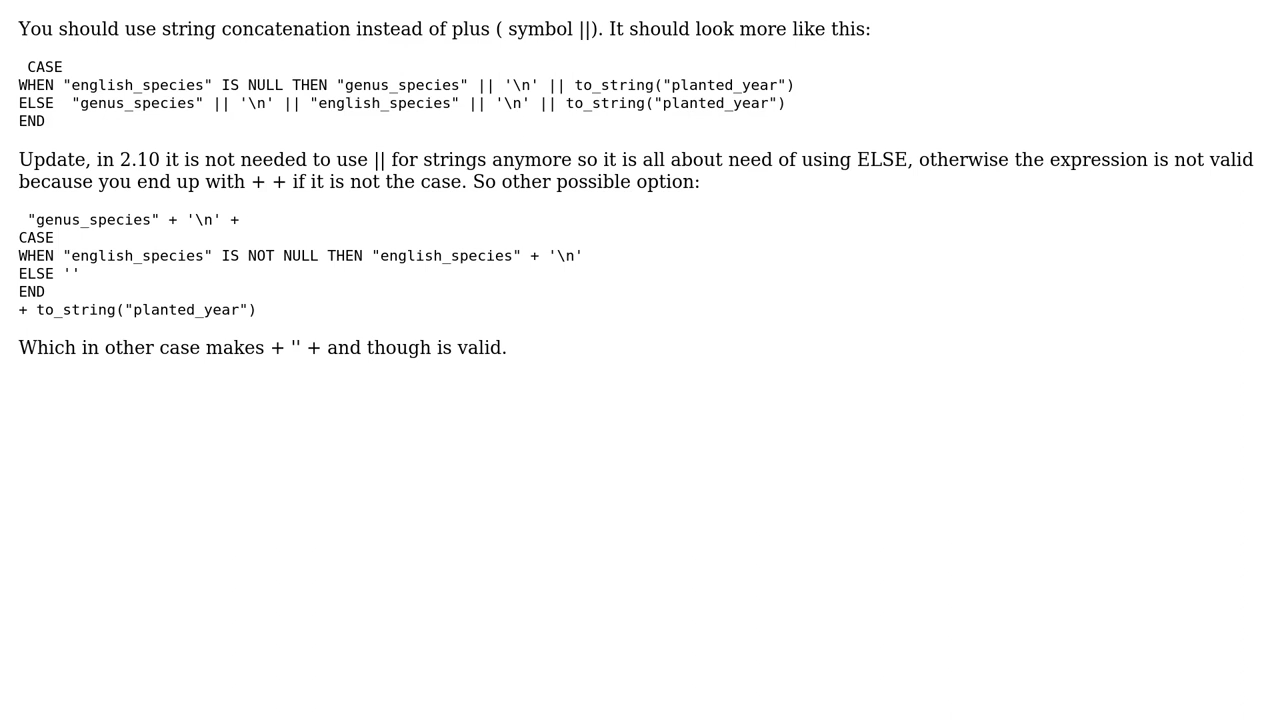 You should use string concatenation instead of plus ( symbol ||). It should look more like this:
CASE
WHEN "english_species" IS NULL THEN "genus_species" || '\n' || to_string("planted_year")
ELSE  "genus_species" || '\n' || "english_species" || '\n' || to_string("planted_year")
END
Update, in 2.10 it is not needed to use || for strings anymore so it is all about need of using ELSE, otherwise the expression is not valid
because you end up with + + if it is not the case. So other possible option:
"genus_species" + '\n' +
CASE
WHEN "english_species" IS NOT NULL THEN "english_species" + '\n'
ELSE ''
END
+ to_string("planted_year")
Which in other case makes + '' + and though is valid.